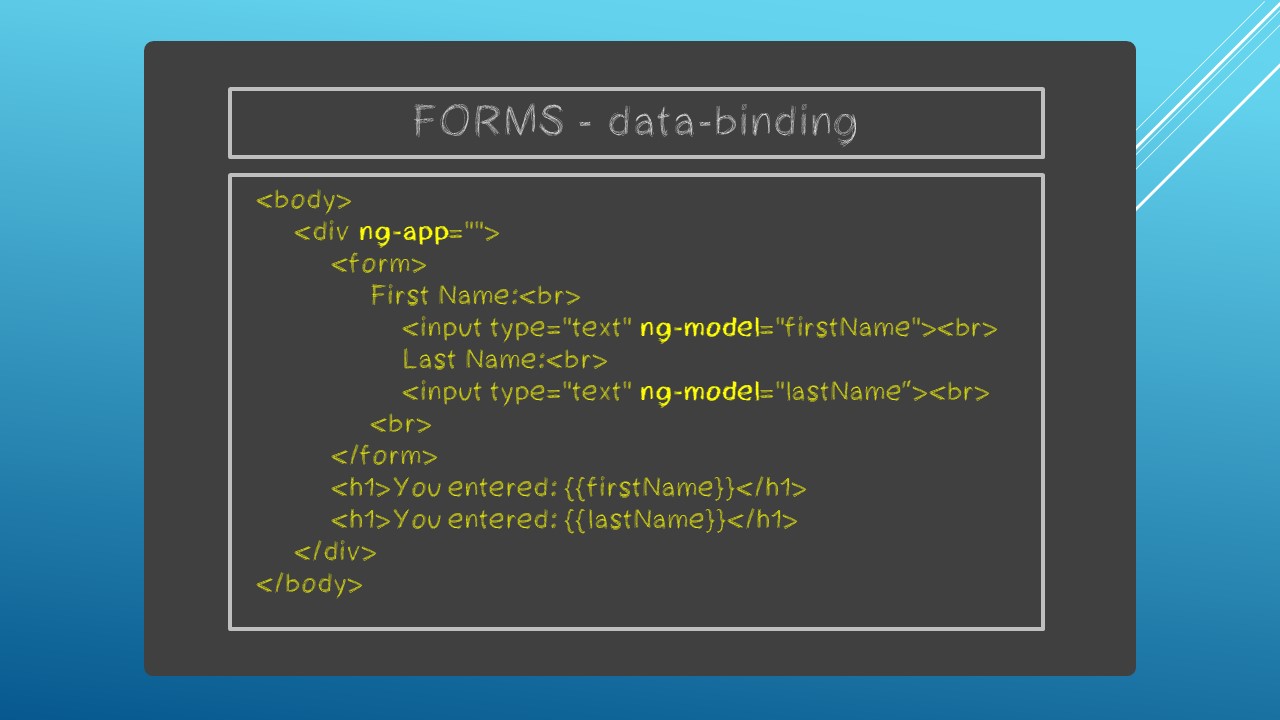 FORMS - data-binding
<body>
<div ng-app="">
<form>
First Name:<br>
<input type="text" ng-model="firstName"><br>
Last Name:<br>
<input type="text" ng-model="lastName”><br>
<br>
</form>
<h1>You entered: {{firstName}}</h1>
<h1>You entered: {{lastName}}</h1>
</div>
</body>